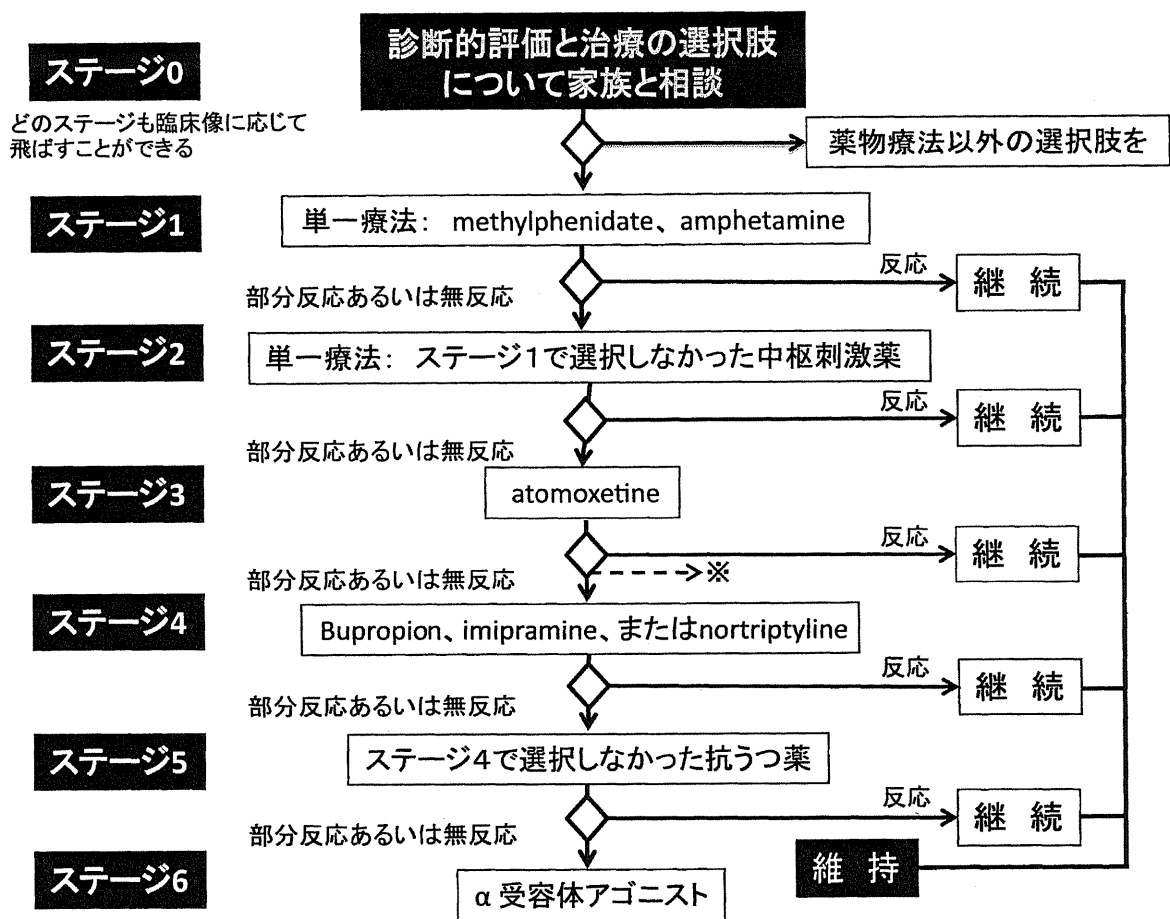 ステージ0
診断的評価と治療の選択肢
について家族と相談
どのステージも臨床像に応じて
飛ばすことができる
薬物療法以外の選択肢を
ステージ1
単一療法: methylphenidate、amphetamine
反応
継 続
部分反応あるいは無反応
ステージ2
単一療法: ステージ1で選択しなかった中枢刺激薬
反応
継 続
部分反応あるいは無反応
ステージ3
atomoxetine
反応
継 続
部分反応あるいは無反応
※
ステージ4
Bupropion、imipramine、またはnortriptyline
反応
継 続
部分反応あるいは無反応
ステージ5
ステージ4で選択しなかった抗うつ薬
反応
継 続
部分反応あるいは無反応
維 持
ステージ6
α受容体アゴニスト